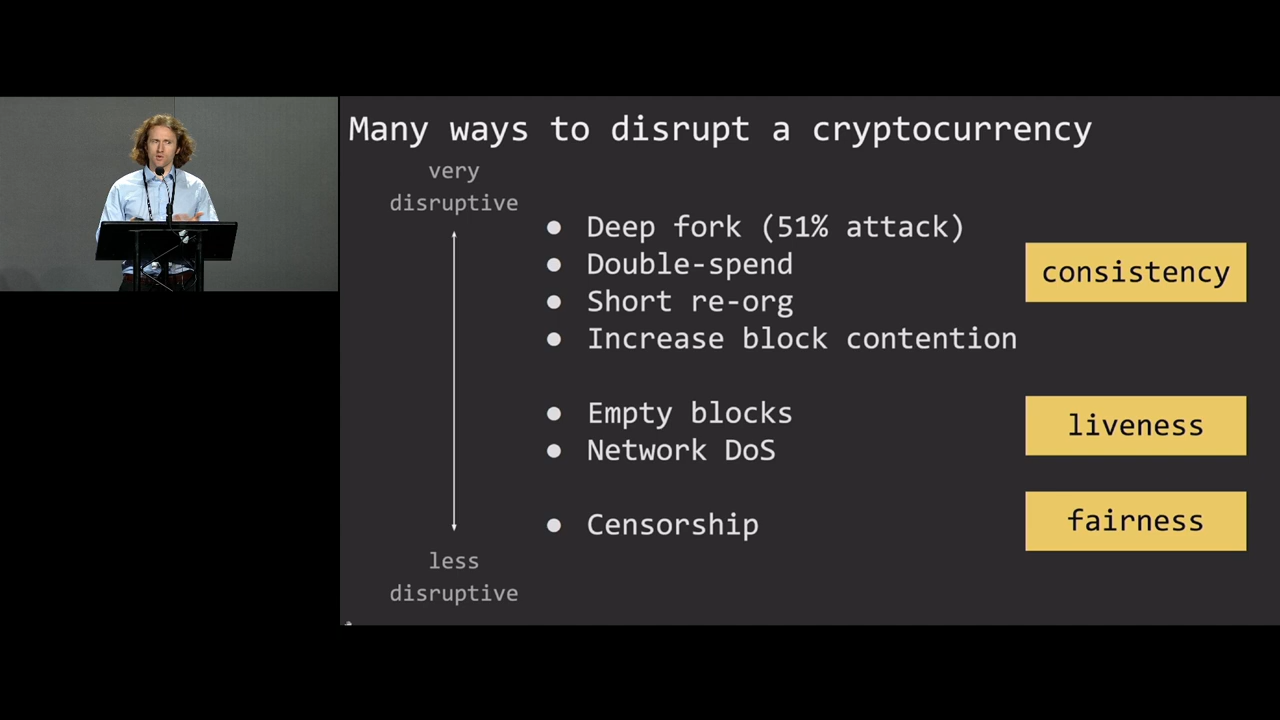 Many ways to disrupt a cryptocurrency
very
disruptive
● Deep fork (51% attack)
● Double-spend
● Short re-org
● Increase block contention
consistency
● Empty blocks
● Network DoS
liveness
● Censorship
fairness
less
disruptive